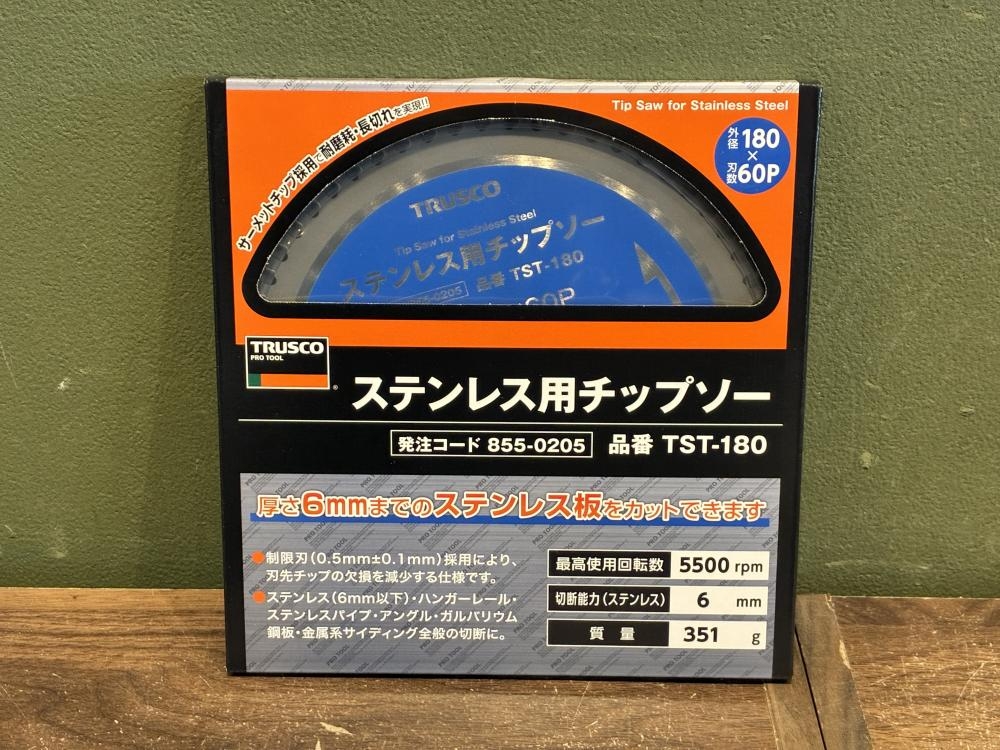 Tip Saw for Stainless Steel
サーメットチップ採用で耐磨耗・長切れを実現!!
外径 180
×
刃数 60P
TRUSCO
Tip Saw for Stainless Steel
ステンレス用チップソー
855-0205 品番 TST-180
60P
TRUSCO
PRO TOOL
®
ステンレス用チップソー
発注コード 855-0205 品番 TST-180
厚さ6mmまでのステンレス板をカットできます
●制限刃(0.5mm±0.1mm)採用により、
刃先チップの欠損を減少する仕様です。
●ステンレス(6mm以下)・ハンガーレール・
ステンレスパイプ・アングル・ガルバリウム
鋼板・金属系サイディング全般の切断に。
最高使用回転数 5500 rpm
切断能力(ステンレス) 6 mm
質量 351 g